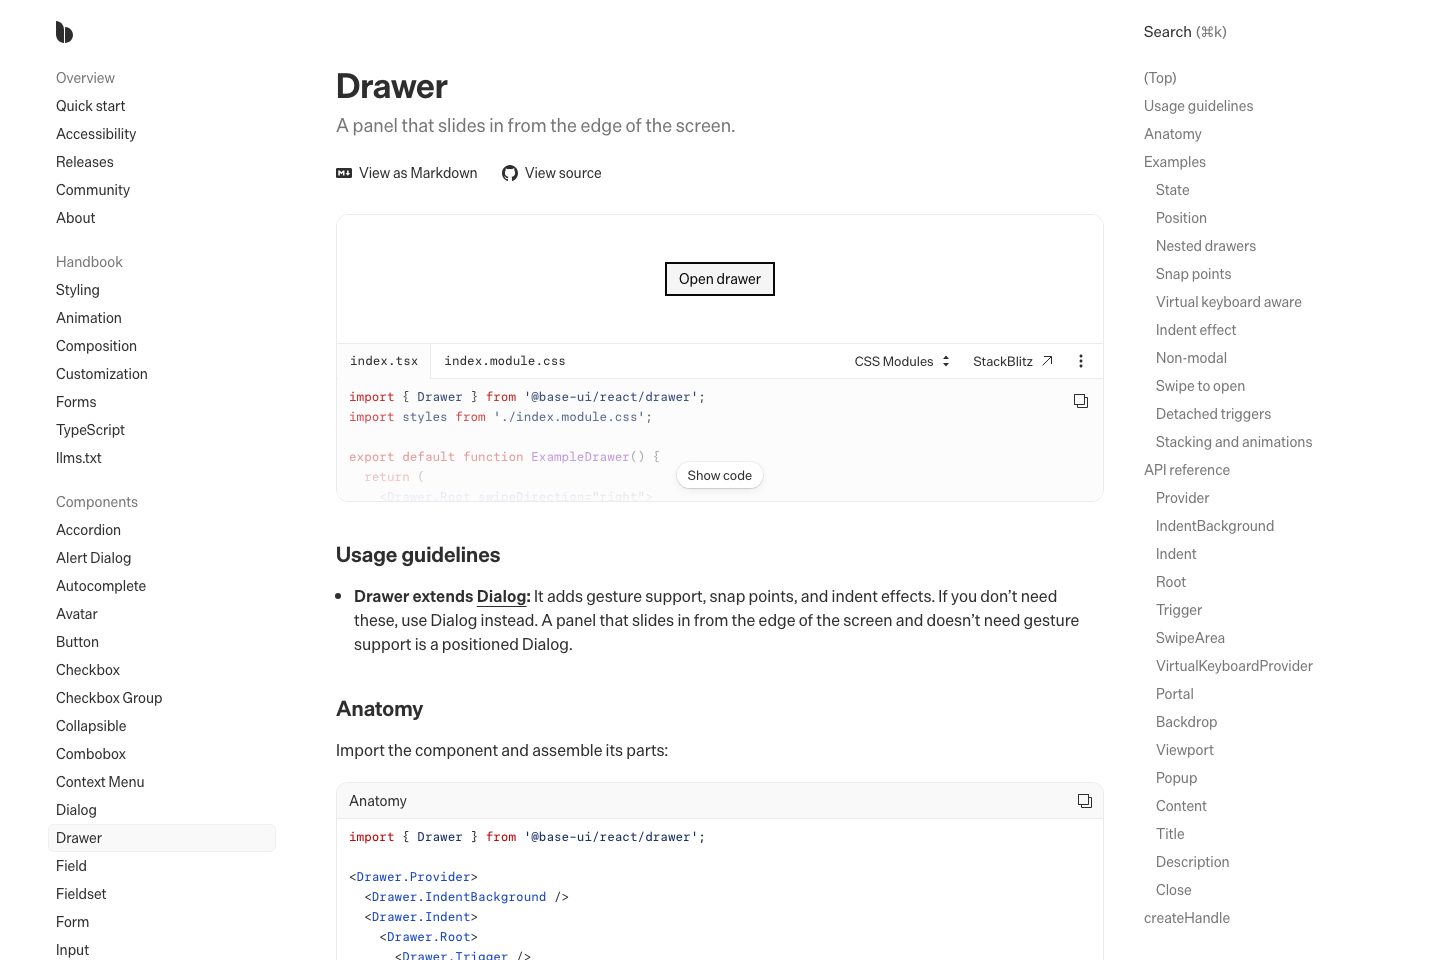 Overview
Quick start
Accessibility
Releases
Community
About
Handbook
Styling
Animation
Composition
Customization
Forms
TypeScript
llms.txt
Components
Accordion
Alert Dialog
Autocomplete
Avatar
Button
Checkbox
Checkbox Group
Collapsible
Combobox
Context Menu
Dialog
Drawer
Field
Fieldset
Form
Input
Drawer
A panel that slides in from the edge of the screen.
View as Markdown View source
Open drawer
index.tsx index.module.css CSS Modules StackBlitz
import { Drawer } from '@base-ui/react/drawer';
import styles from './index.module.css';
export default function ExampleDrawer() {
return (
<Drawer.Root swipeDirection="right">
Show code
Usage guidelines
• Drawer extends Dialog: It adds gesture support, snap points, and indent effects. If you don’t need
these, use Dialog instead. A panel that slides in from the edge of the screen and doesn’t need gesture
support is a positioned Dialog.
Anatomy
Import the component and assemble its parts:
Anatomy
import { Drawer } from '@base-ui/react/drawer';
<Drawer.Provider>
<Drawer.IndentBackground />
<Drawer.Indent>
<Drawer.Root>
<Drawer.Trigger />
Search (⌘k)
(Top)
Usage guidelines
Anatomy
Examples
State
Position
Nested drawers
Snap points
Virtual keyboard aware
Indent effect
Non-modal
Swipe to open
Detached triggers
Stacking and animations
API reference
Provider
IndentBackground
Indent
Root
Trigger
SwipeArea
VirtualKeyboardProvider
Portal
Backdrop
Viewport
Popup
Content
Title
Description
Close
createHandle